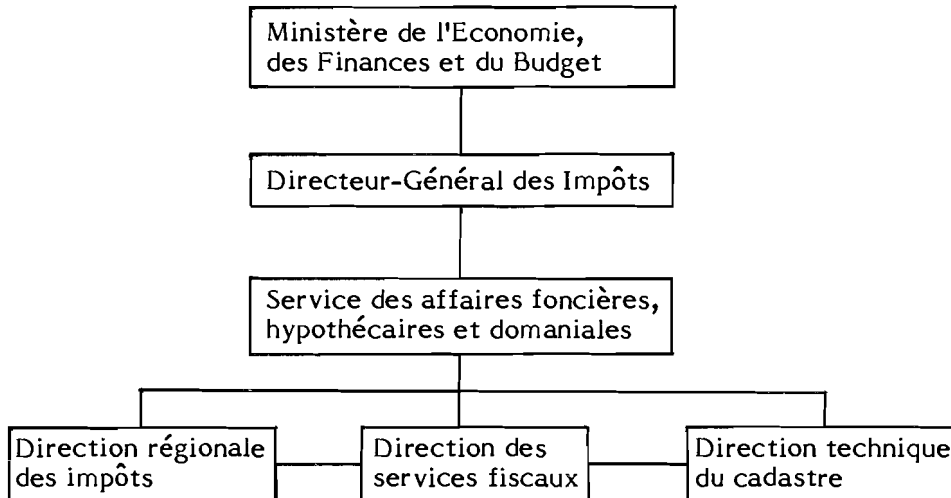 Ministère de l'Economie,
des Finances et du Budget
Directeur-Général des Impôts
Service des affaires foncières,
hypothécaires et domaniales
Direction régionale
des impôts
Direction des
services fiscaux
Direction technique
du cadastre